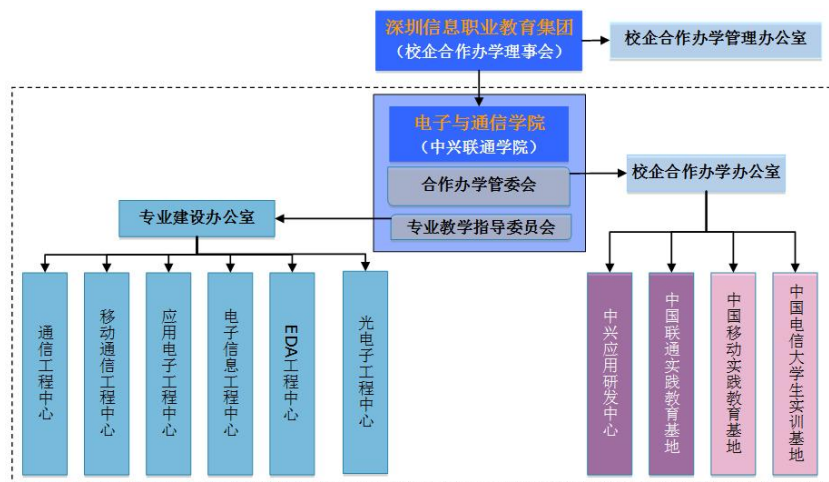 深圳信息职业教育集团
（校企合作办学理事会）
校企合作办学管理办公室
电子与通信学院
（中兴联通学院）
合作办学管委会
校企合作办学办公室
专业建设办公室
专业教学指导委员会
通信工程中心
移动通信工程中心
应用电子工程中心
电子信息工程中心
EDA工程中心
光电子工程中心
中兴应用研发中心
中国联通实践教育基地
中国移动实践教育基地
中国电信大学生实训基地